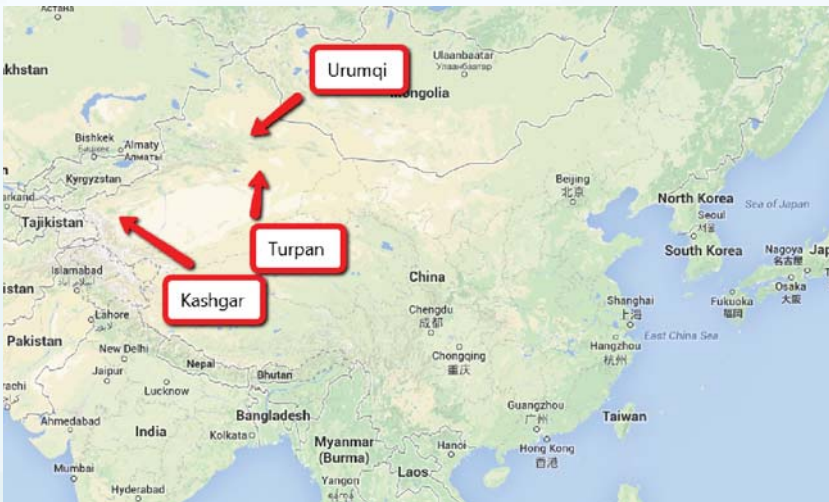 Астана
khstan
Urumqi
Ulaanbaatar
Улаанбаатар
Mongolia
Bishkek
Бишкек
Almaty
Алматы
Kyrgyzstan
Beijing
北京
North Korea
Sea of Japan
Seoul
서울
Tajikistan
Turpan
South Korea
Nagoya
名古屋
Jap
Islamabad
Kashgar
China
Osaka
大阪
istan
Shanghai
上海
Fukuoka
福岡
Lahore
Chengdu
成都
East China Sea
Pakistan
New Delhi
Chongqing
重庆
Hangzhou
杭州
Jaipur
Nepal
Bhutan
Lucknow
Guangzhou
广州
Taiwan
Ahmedabad
India
Bangladesh
Kolkata
Myanmar
(Burma)
Hanoi
Hong Kong
香港
Laos
Mumbai
Yangon
Hyderabad